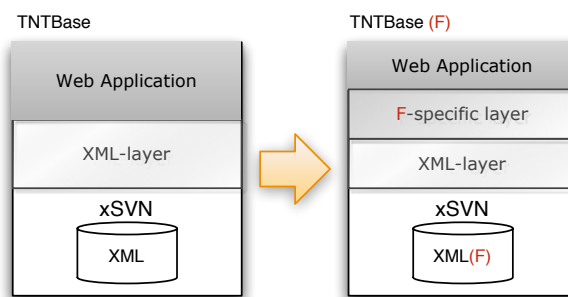 TNTBase
Web Application
XML-layer
xSVN
XML
TNTBase (F)
Web Application
F-specific layer
XML-layer
xSVN
XML(F)